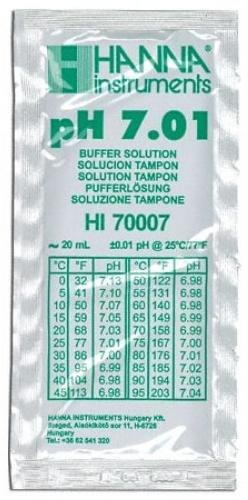 HANNA
instruments
pH 7.01
BUFFER SOLUTION
SOLUCION TAMPON
SOLUTION TAMPON
PUFFERLÖSUNG
SOLUZIONE TAMPONE
HI 70007
~ 20 mL ±0.01 pH @ 25°C/77°F
°C °F pH °C °F pH
0 32 7.13 50 122 6.98
5 41 7.10 55 131 6.98
10 50 7.07 60 140 6.98
15 59 7.05 65 149 6.99
20 68 7.03 70 158 6.99
25 77 7.01 75 167 7.00
30 86 7.00 80 176 7.01
35 95 6.99 85 185 7.02
40 104 6.98 90 194 7.03
45 113 6.98 95 203 7.04
HANNA INSTRUMENTS Hungary Kft.
Szeged, Alsókikötő sor 11, H-6726
Hungary
Tel.: +36 62 541 320